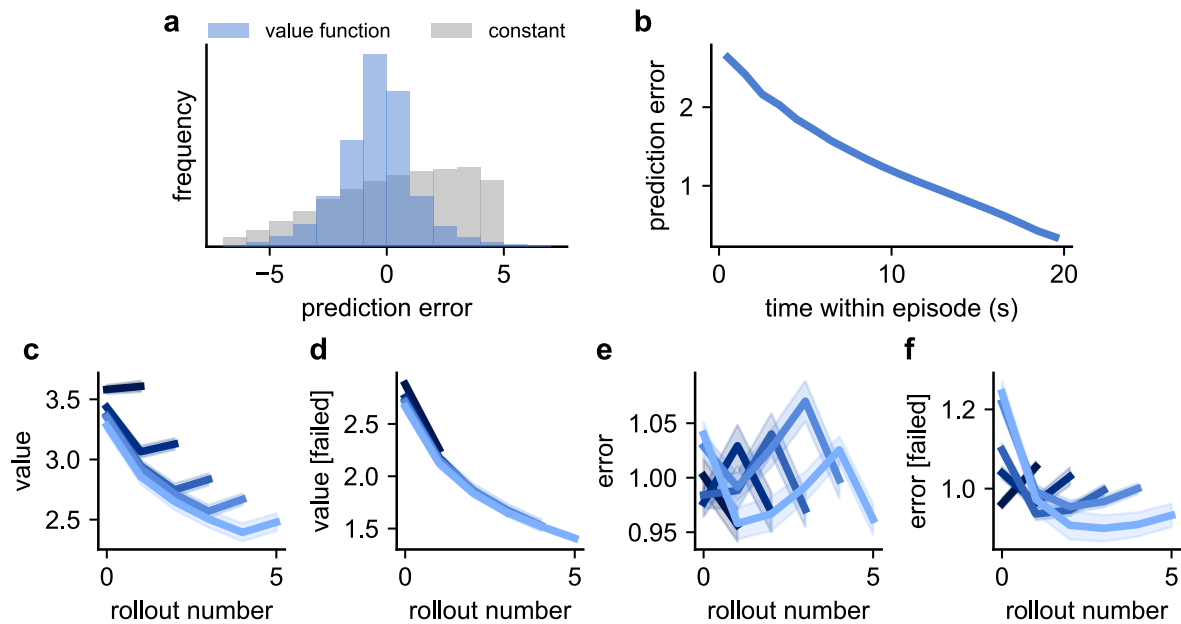 a
value function
constant
frequency
−5
0
5
prediction error
b
prediction error
2
1
0
10
20
time within episode (s)
c
value
3.5
3.0
2.5
0
5
rollout number
d
value [failed]
2.5
2.0
1.5
0
5
rollout number
e
error
1.05
1.00
0.95
0
5
rollout number
f
error [failed]
1.2
1.0
0
5
rollout number